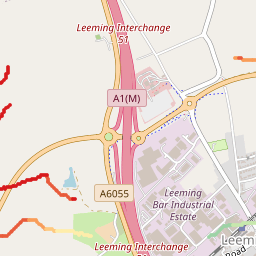 Leeming Interchange
51
A1(M)
A6055
Leeming
Bar Industrial
Estate
Leem
Road
Leeming Interchange